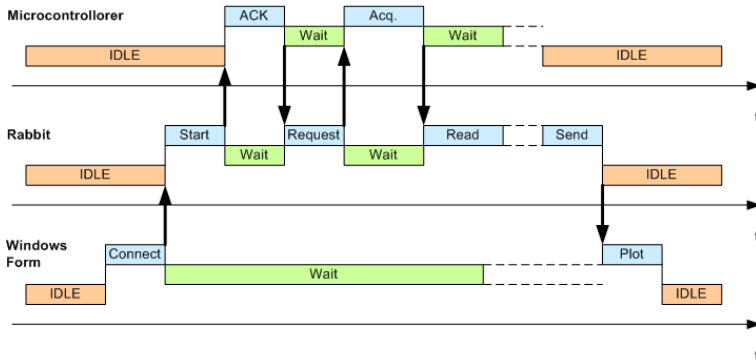 Microcontrollorer
ACK
Acq.
Wait
Wait
IDLE
IDLE
Rabbit
Start
Request
Read
Send
Wait
Wait
IDLE
IDLE
Windows
Form
Connect
Plot
Wait
IDLE
IDLE